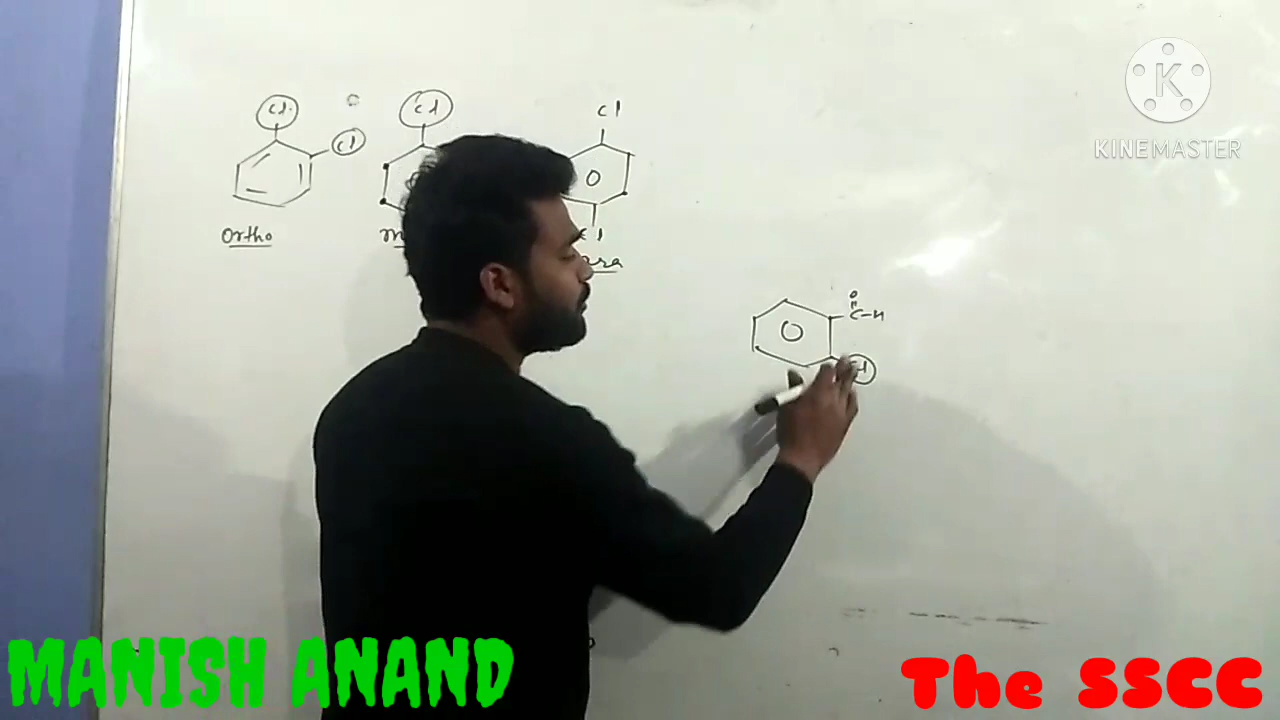 Cl Cl Cl
Cl
Ortho
Cl
O
C-H
K
KINEMASTER
MANISH ANAND
The SSCC